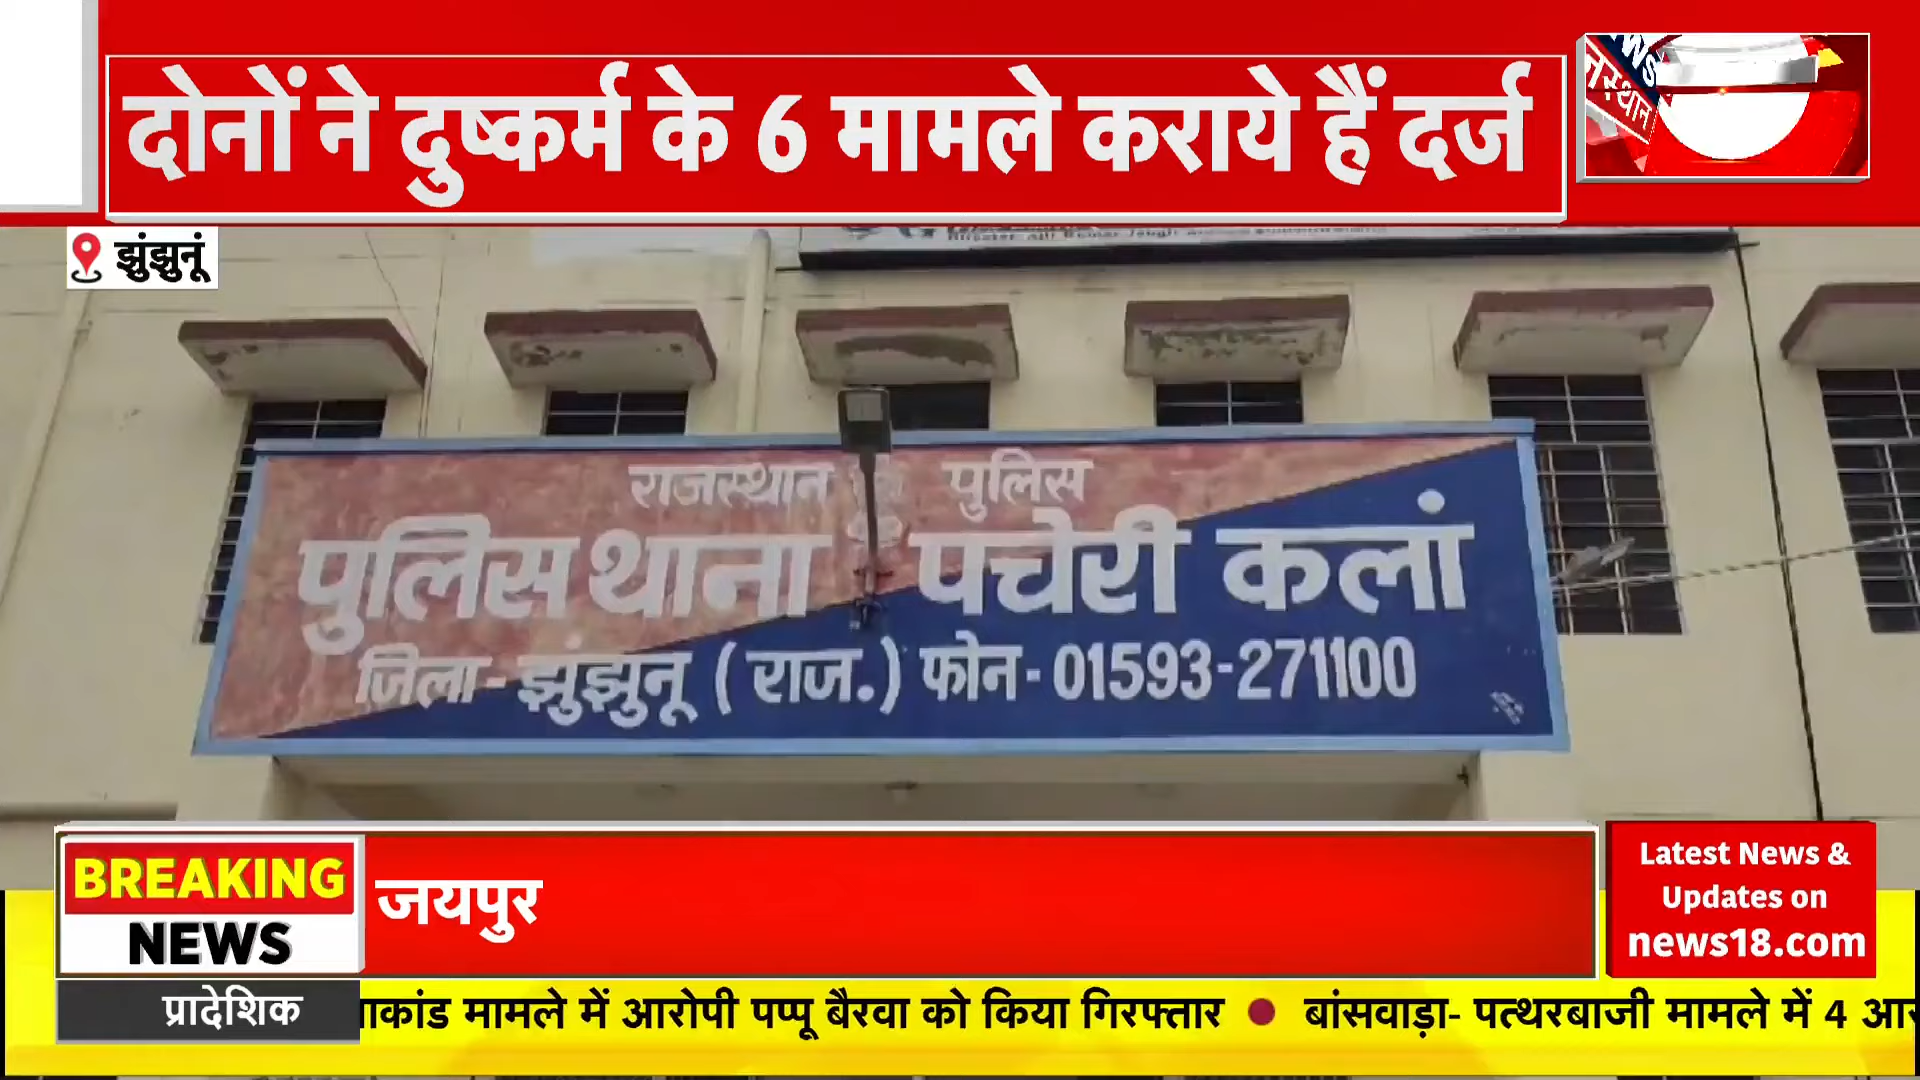 दोनों ने दुष्कर्म के 6 मामले कराये हैं दर्ज
झुंझुनूं
राजस्थान पुलिस
पुलिस थाना पचेरी कलां
जिला - झुंझुनू ( राज. ) फोन - 01593-271100
BREAKING
NEWS
जयपुर
Latest News &
Updates on
news18.com
प्रादेशिक
मामले में आरोपी पप्पू बैरवा को किया गिरफ्तार ● बांसवाड़ा- पत्थरबाजी मामले में 4